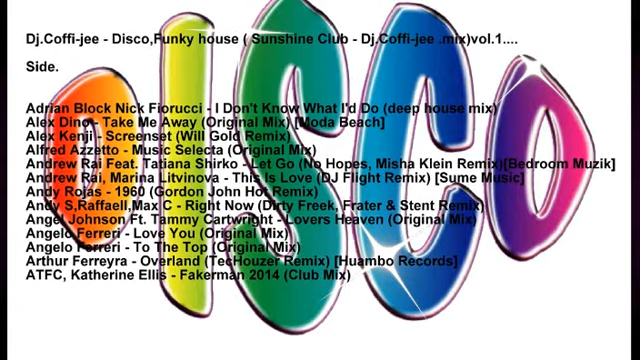 Dj.Coffi-jee - Disco,Funky house ( Sunshine Club - Dj.Coffi-jee .mix)vol.1....
Side.
Adrian Block Nick Fiorucci - I Don't Know What I'd Do (deep house mix)
Alex Dino - Take Me Away (Original Mix) [Moda Beach]
Alex Kenji - Screenset (Will Gold Remix)
Alfred Azzetto - Music Selecta (Original Mix)
Andrew Rai Feat. Tatiana Shirko - Let Go (No Hopes, Misha Klein Remix)[Bedroom Muzik]
Andrew Rai, Marina Litvinova - This Is Love (DJ Flight Remix) [Sume Music]
Andy Rojas - 1960 (Gordon John Hot Remix)
Andy S,Raffaell,Max C - Right Now (Dirty Freek, Frater & Stent Remix)
Angel Johnson Ft. Tammy Cartwright - Lovers Heaven (Original Mix)
Angelo Ferreri - Love You (Original Mix)
Angelo Ferreri - To The Top (Original Mix)
Arthur Ferreyra - Overland (TecHouzer Remix) [Huambo Records]
ATFC, Katherine Ellis - Fakerman 2014 (Club Mix)
DISCO